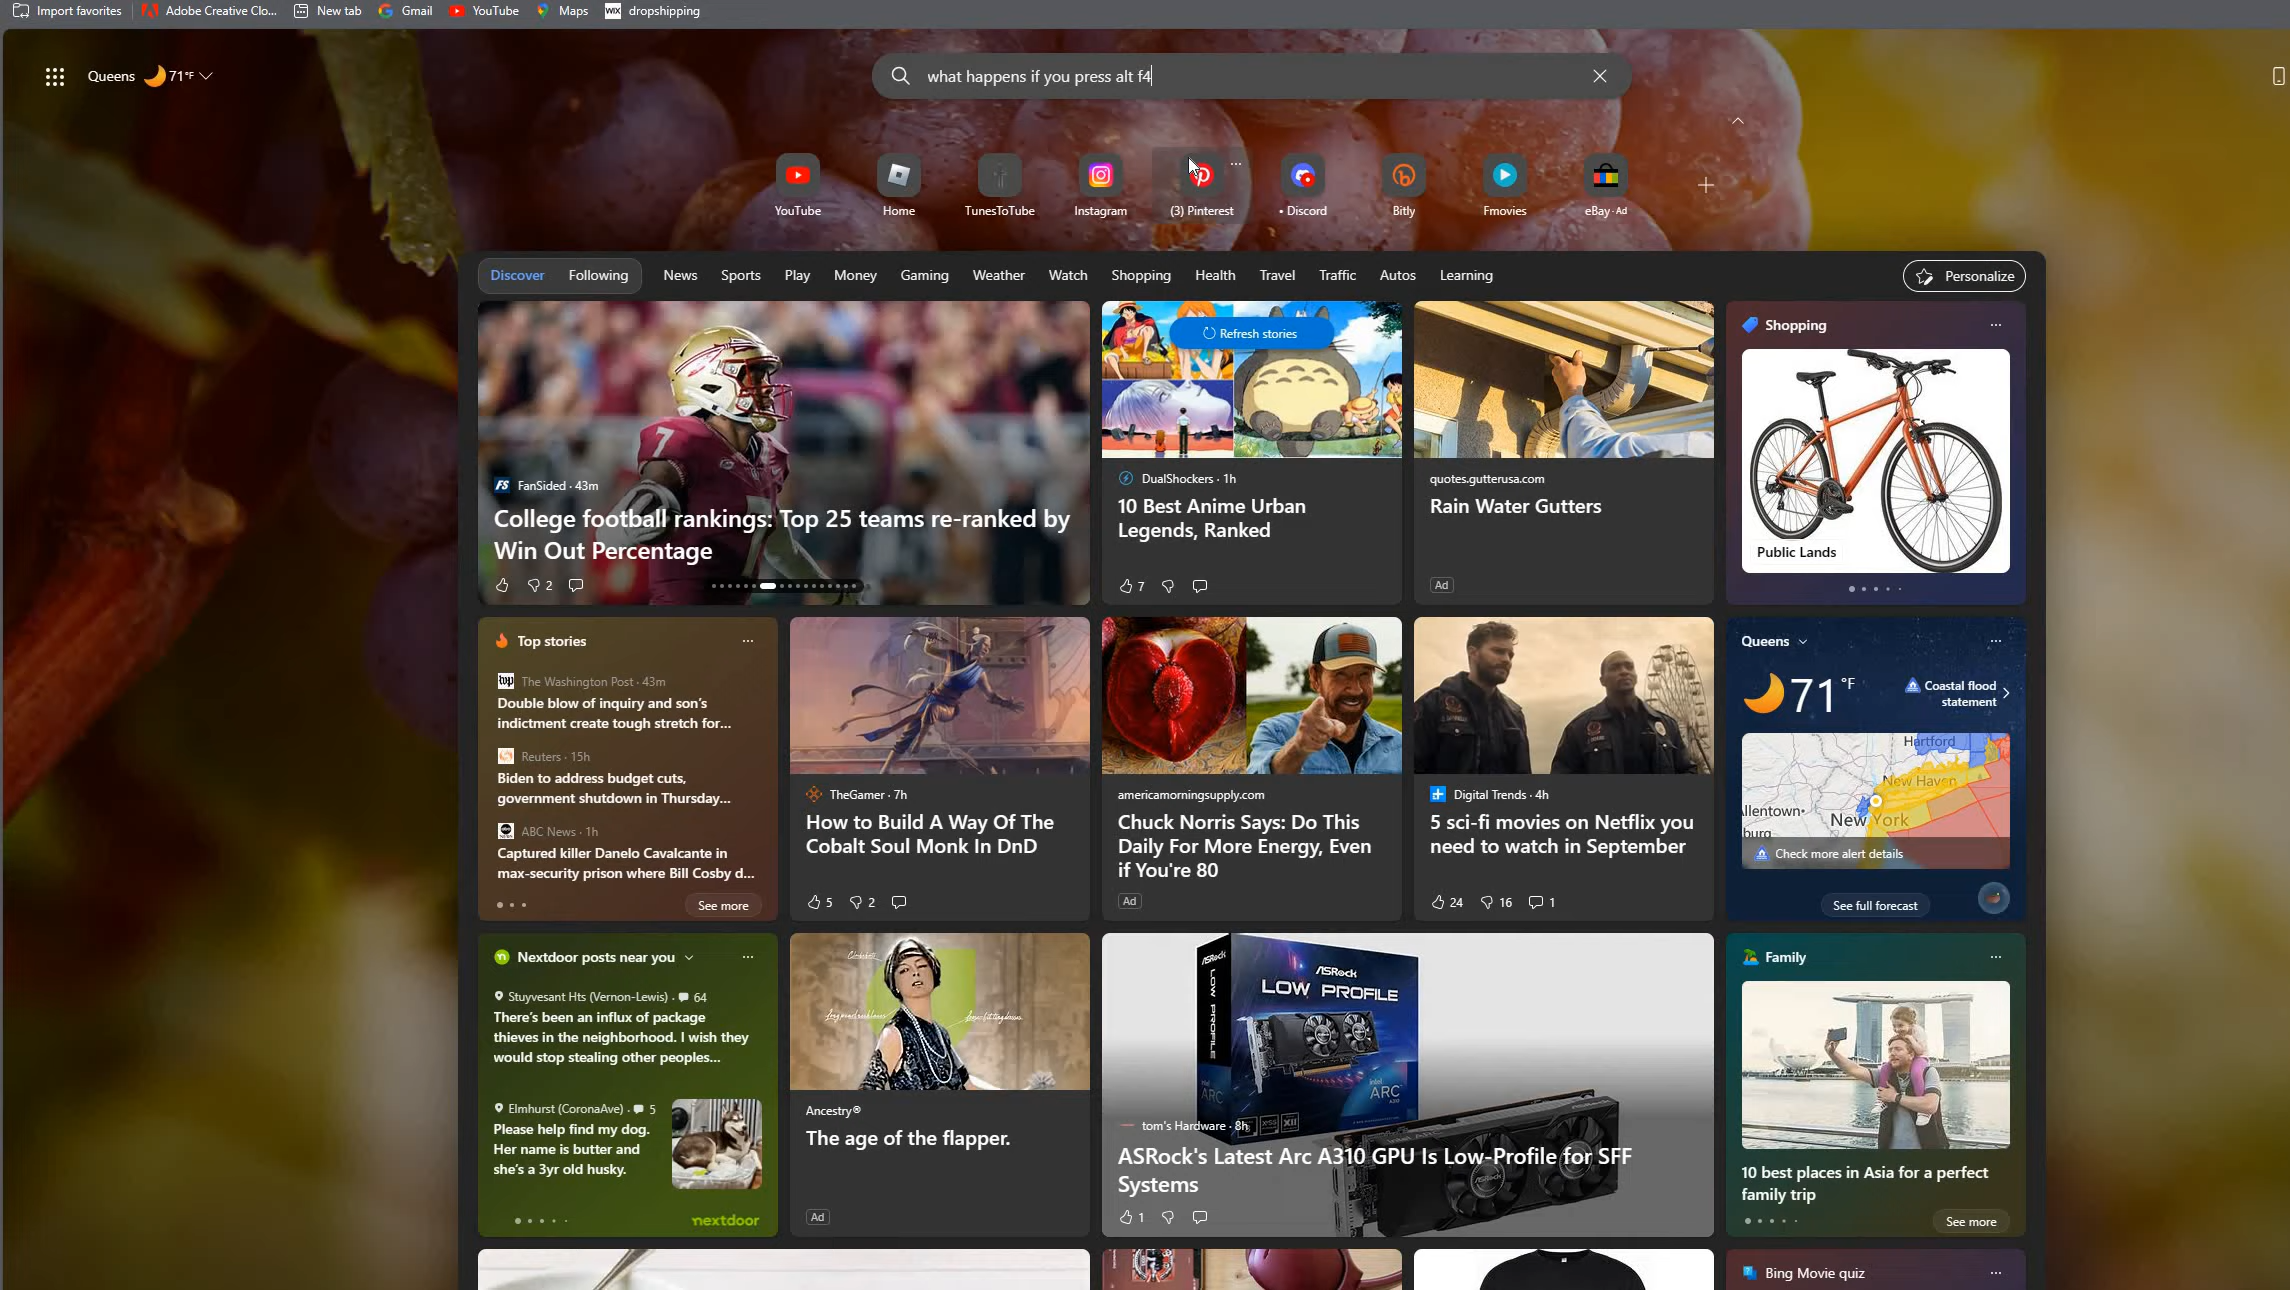 Import favorites
Adobe Creative Clo...
New tab
Gmail
YouTube
Maps
WIX
dropshipping
Queens
71°F
what happens if you press alt f4
YouTube
Home
TunesToTube
Instagram
(3) Pinterest
• Discord
Bitly
Fmovies
eBay · Ad
Discover
Following
News
Sports
Play
Money
Gaming
Weather
Watch
Shopping
Health
Travel
Traffic
Autos
Learning
Personalize
7
FS FanSided · 43m
College football rankings: Top 25 teams re-ranked by
Win Out Percentage
2
Refresh stories
DualShockers · 1h
10 Best Anime Urban
Legends, Ranked
7
quotes.gutterusa.com
Rain Water Gutters
Ad
Shopping
Public Lands
Top stories
wp The Washington Post · 43m
Double blow of inquiry and son's
indictment create tough stretch for...
Reuters · 15h
Biden to address budget cuts,
government shutdown in Thursday...
ABC News · 1h
Captured killer Danelo Cavalcante in
max-security prison where Bill Cosby d...
See more
TheGamer · 7h
How to Build A Way Of The
Cobalt Soul Monk In DnD
5
2
americamorningsupply.com
Chuck Norris Says: Do This
Daily For More Energy, Even
if You're 80
Ad
Digital Trends · 4h
5 sci-fi movies on Netflix you
need to watch in September
24
16
1
Queens
71°F
Coastal flood
statement
Hartford
New Haven
Allentown
burg
New York
Check more alert details
See full forecast
Nextdoor posts near you
Stuyvesant Hts (Vernon-Lewis) · 64
There's been an influx of package
thieves in the neighborhood. I wish they
would stop stealing other peoples...
Elmhurst (CoronaAve) · 5
Please help find my dog.
Her name is butter and
she's a 3yr old husky.
nextdoor
Ancestry®
The age of the flapper.
Ad
ASRock
LOW PROFILE
ASRock
LOW PROFILE
intel
ARC
A310
ARC
XSS
XII
tom's Hardware · 8h
ASRock's Latest Arc A310 GPU Is Low-Profile for SFF
Systems
1
Family
10 best places in Asia for a perfect
family trip
See more
Bing Movie quiz